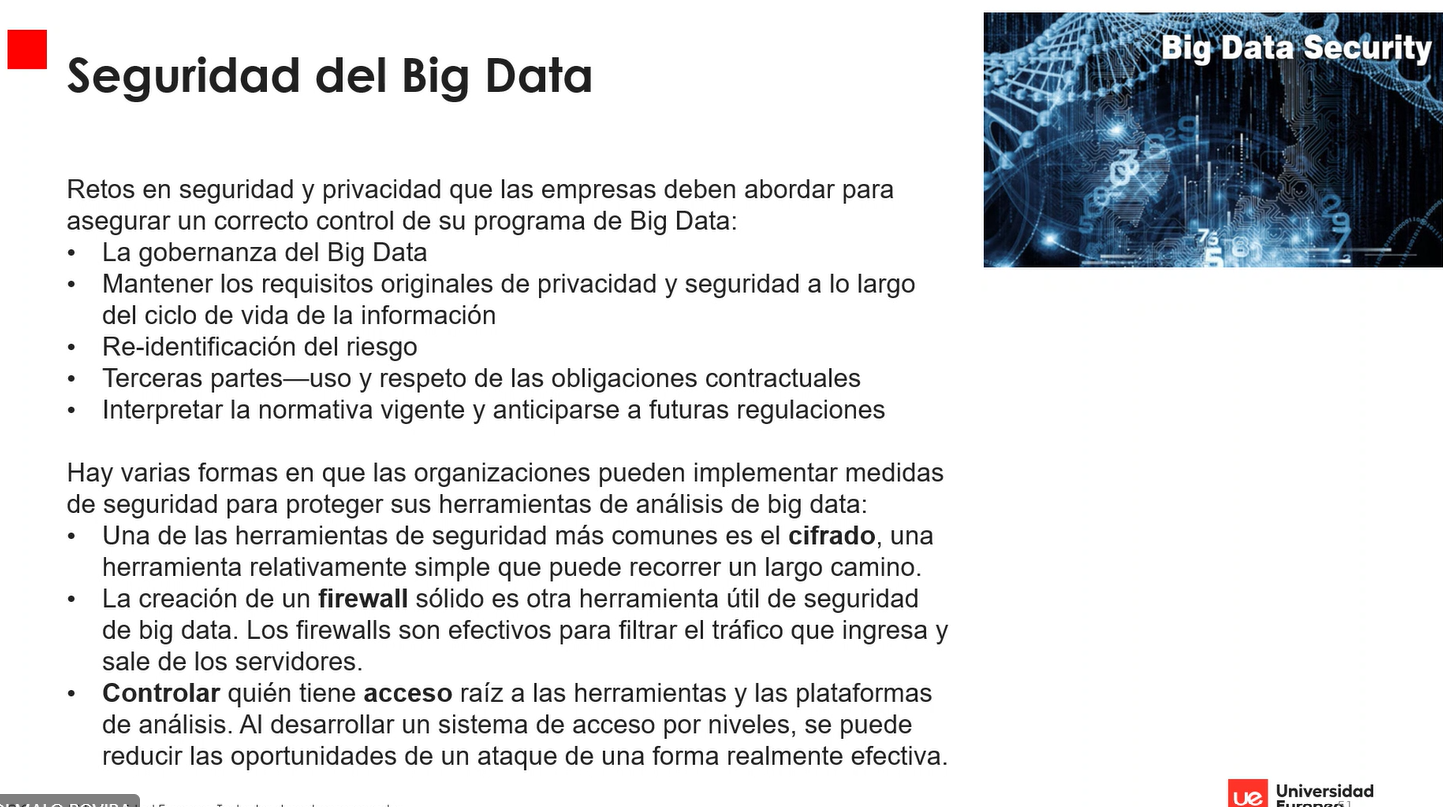 Big Data Security
Seguridad del Big Data
Retos en seguridad y privacidad que las empresas deben abordar para
asegurar un correcto control de su programa de Big Data:
• La gobernanza del Big Data
• Mantener los requisitos originales de privacidad y seguridad a lo largo
del ciclo de vida de la información
• Re-identificación del riesgo
• Terceras partes—uso y respeto de las obligaciones contractuales
• Interpretar la normativa vigente y anticiparse a futuras regulaciones
Hay varias formas en que las organizaciones pueden implementar medidas
de seguridad para proteger sus herramientas de análisis de big data:
• Una de las herramientas de seguridad más comunes es el cifrado, una
herramienta relativamente simple que puede recorrer un largo camino.
• La creación de un firewall sólido es otra herramienta útil de seguridad
de big data. Los firewalls son efectivos para filtrar el tráfico que ingresa y
sale de los servidores.
• Controlar quién tiene acceso raíz a las herramientas y las plataformas
de análisis. Al desarrollar un sistema de acceso por niveles, se puede
reducir las oportunidades de un ataque de una forma realmente efectiva.
ue Universidad